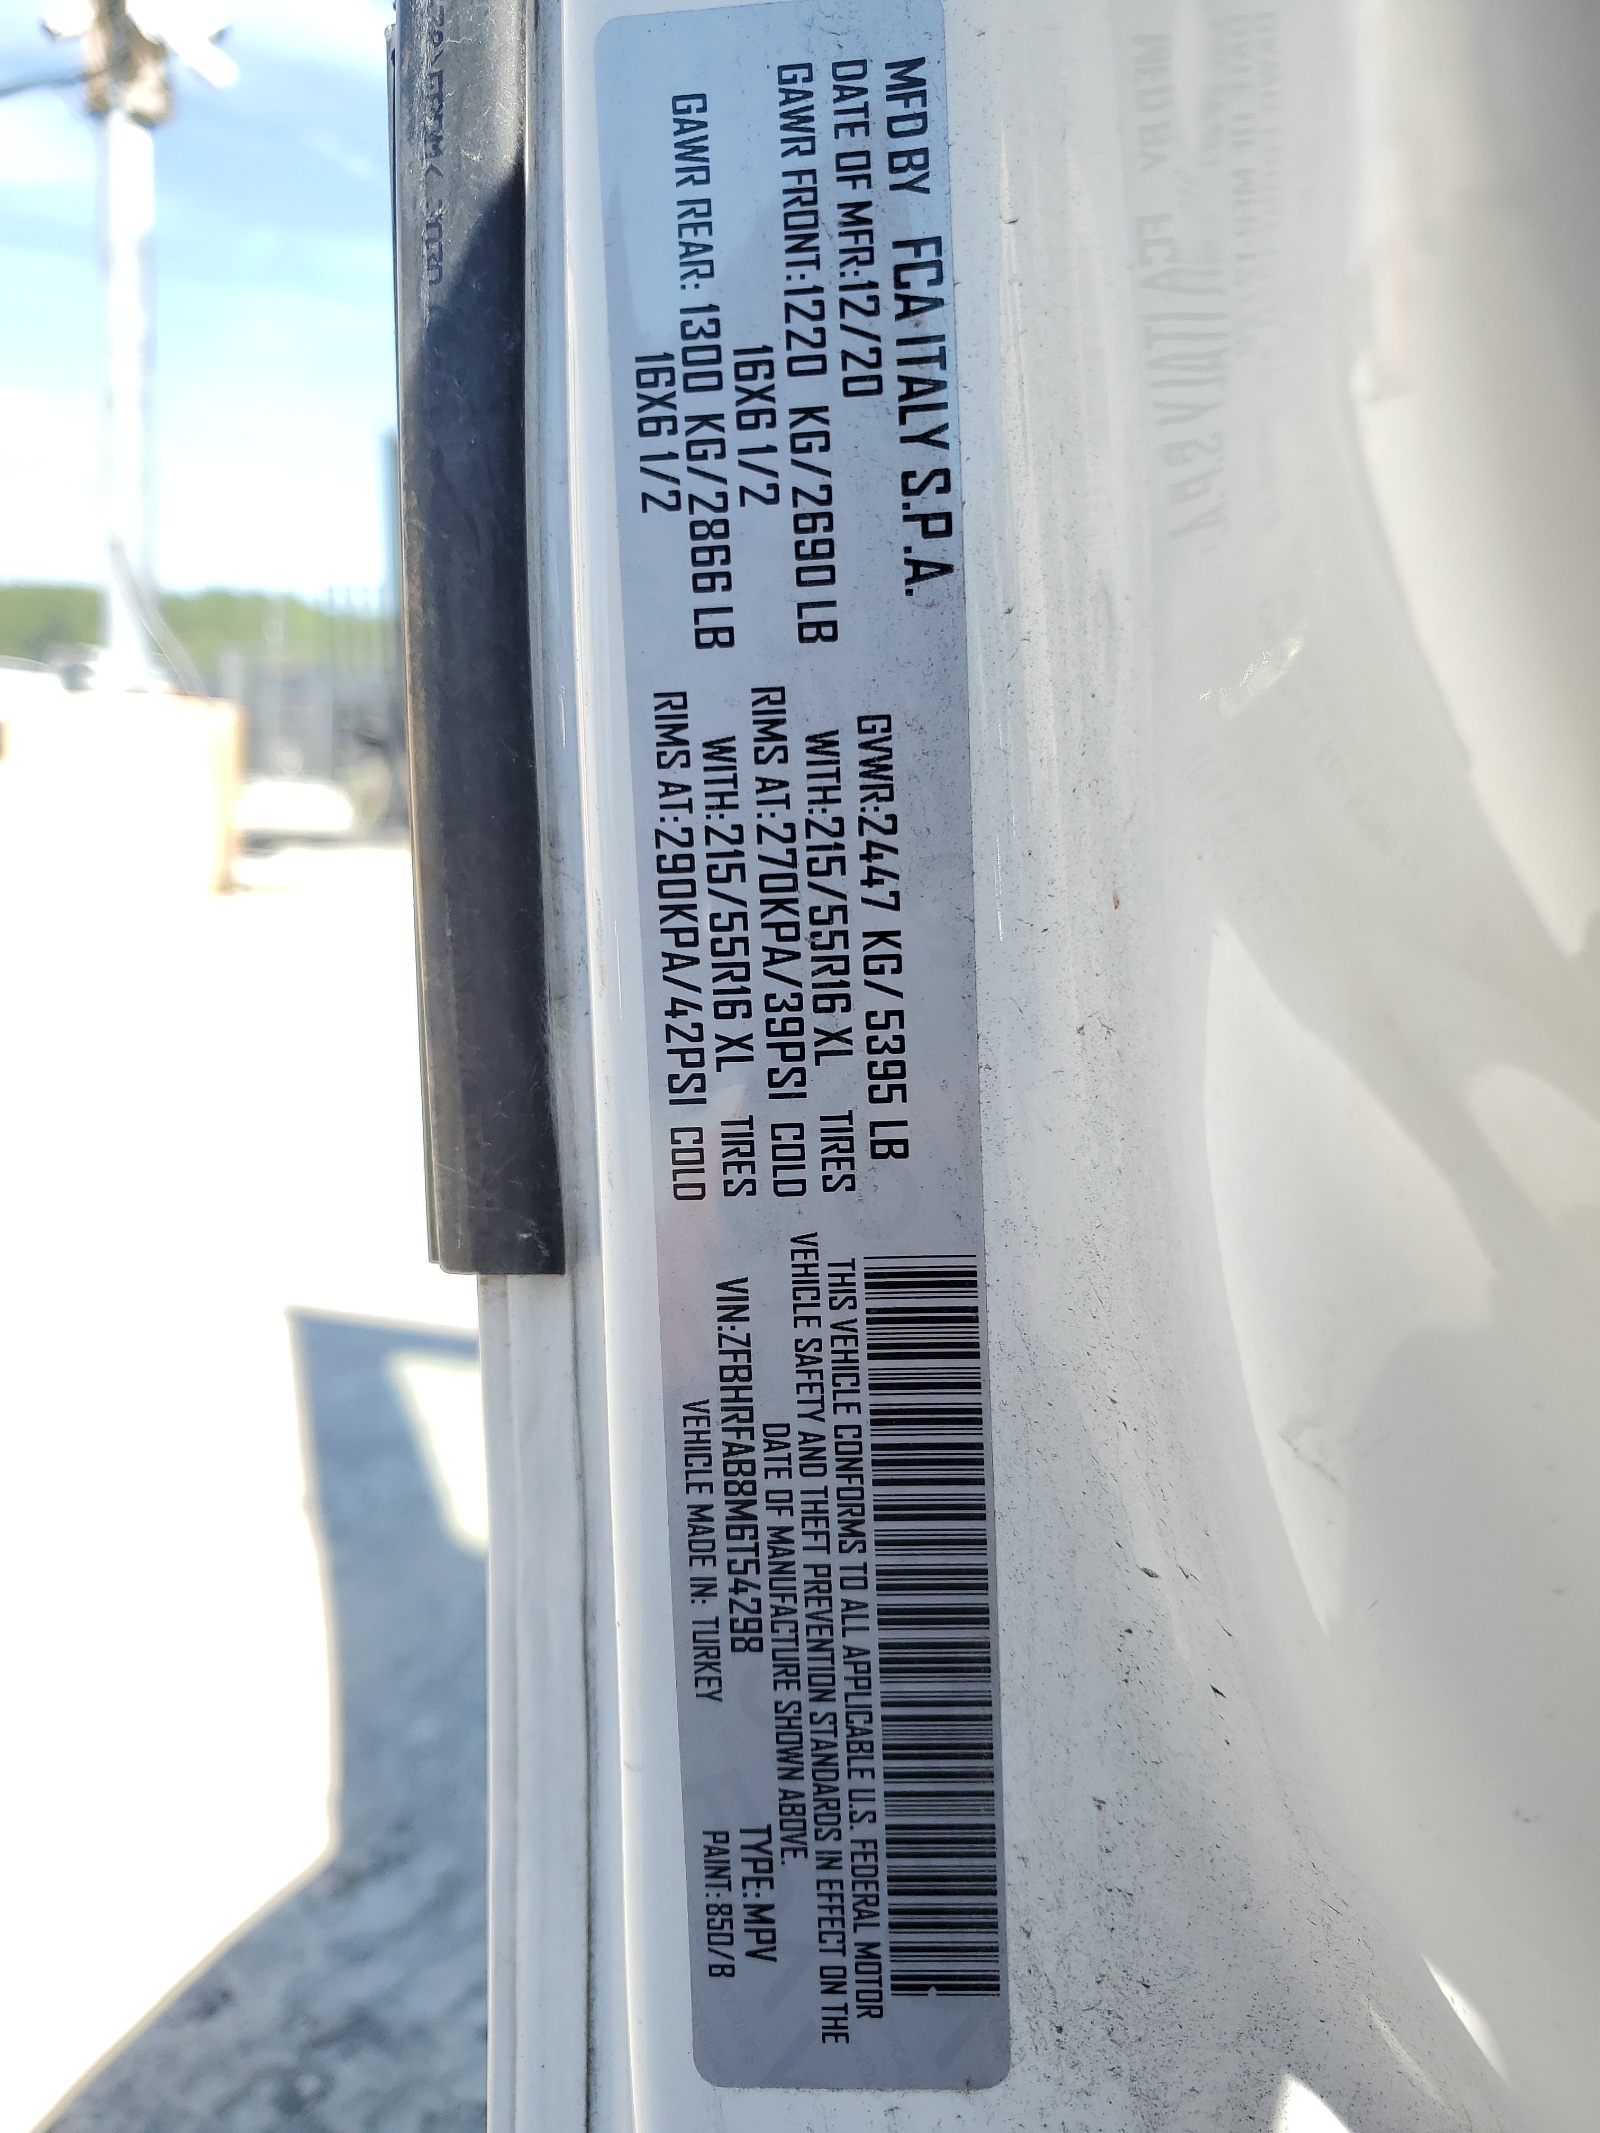 MFD BY FCA ITALY S.P.A.
DATE OF MFR:12/20 GVWR:2447 KG/ 5395 LB
GAWR FRONT:1220 KG/2690 LB WITH:215/55R16 XL TIRES
16X6 1/2 RIMS AT:270KPA/39PSI COLD
GAWR REAR: 1300 KG/2866 LB WITH:215/55R16 XL TIRES
16X6 1/2 RIMS AT:290KPA/42PSI COLD
THIS VEHICLE CONFORMS TO ALL APPLICABLE U.S. FEDERAL MOTOR
VEHICLE SAFETY AND THEFT PREVENTION STANDARDS IN EFFECT ON THE
DATE OF MANUFACTURE SHOWN ABOVE.
VIN:ZFBHRFAB8M6T54298 TYPE:MPV
VEHICLE MADE IN: TURKEY PAINT:850/B